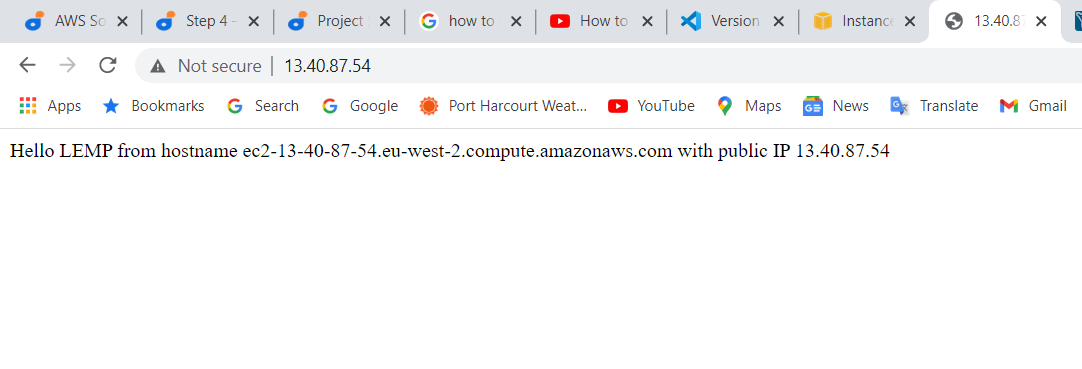 AWS So
Step 4 -
Project
how to
How to
Version
Instance
13.40.87
Not secure | 13.40.87.54
Apps Bookmarks Search Google Port Harcourt Weat... YouTube Maps News Translate Gmail
Hello LEMP from hostname ec2-13-40-87-54.eu-west-2.compute.amazonaws.com with public IP 13.40.87.54